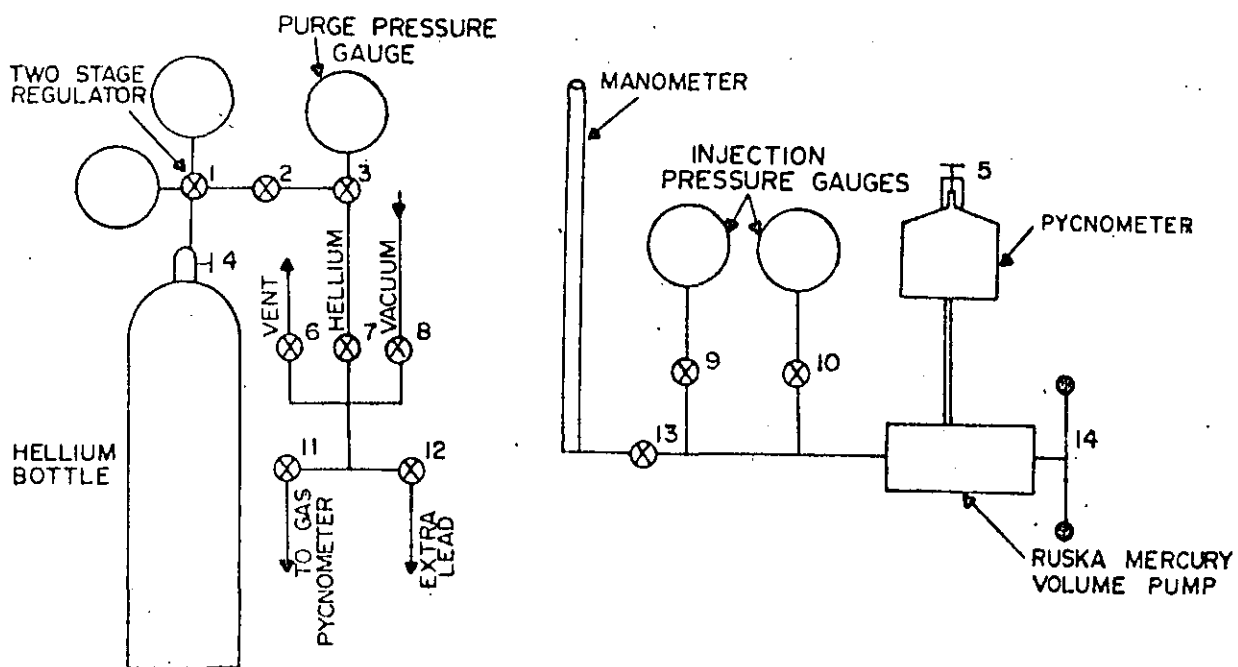 PURGE PRESSURE
GAUGE
TWO STAGE
REGULATOR
1
2
3
4
VENT
HELLIUM
VACUUM
6
7
8
HELLIUM
BOTTLE
11
12
TO GAS
PYCNOMETER
EXTRA
LEAD
MANOMETER
INJECTION
PRESSURE GAUGES
5
PYCNOMETER
9
10
13
14
RUSKA MERCURY
VOLUME PUMP